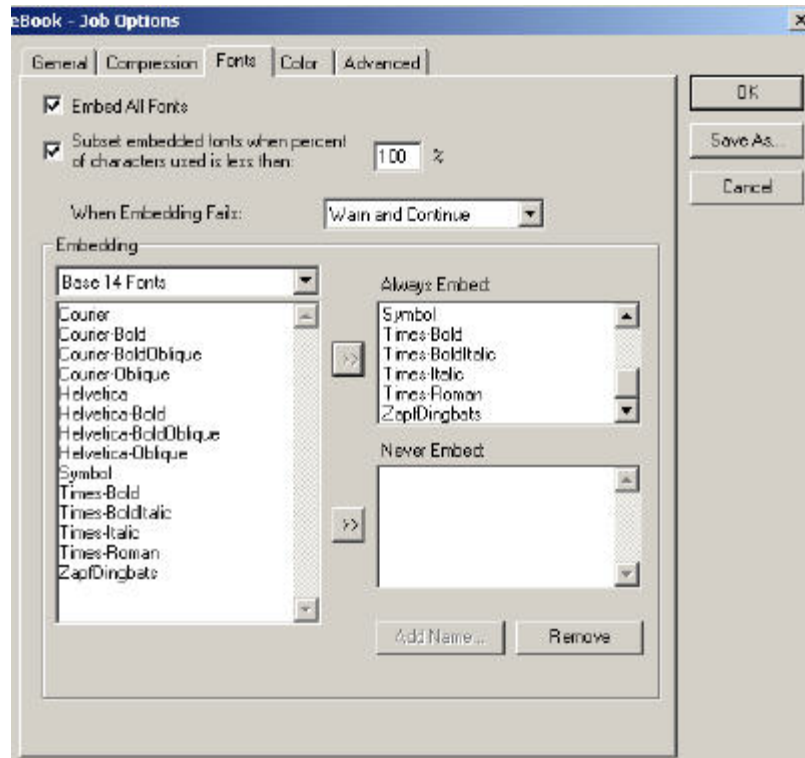 eBook - Job Options
General Compression Fonts Color Advanced
OK
Save As...
Cancel
Embed All Fonts
Subset embedded fonts when percent
of characters used is less than:
100 %
When Embedding Fails:
Warn and Continue
Embedding
Base 14 Fonts
Courier
Courier-Bold
Courier-BoldOblique
Courier-Oblique
Helvetica
Helvetica-Bold
Helvetica-BoldOblique
Helvetica-Oblique
Symbol
Times-Bold
Times-BoldItalic
Times-Italic
Times-Roman
ZapfDingbats
>>
>>
Always Embed:
Symbol
Times-Bold
Times-BoldItalic
Times-Italic
Times-Roman
ZapfDingbats
Never Embed:
Add Name...
Remove